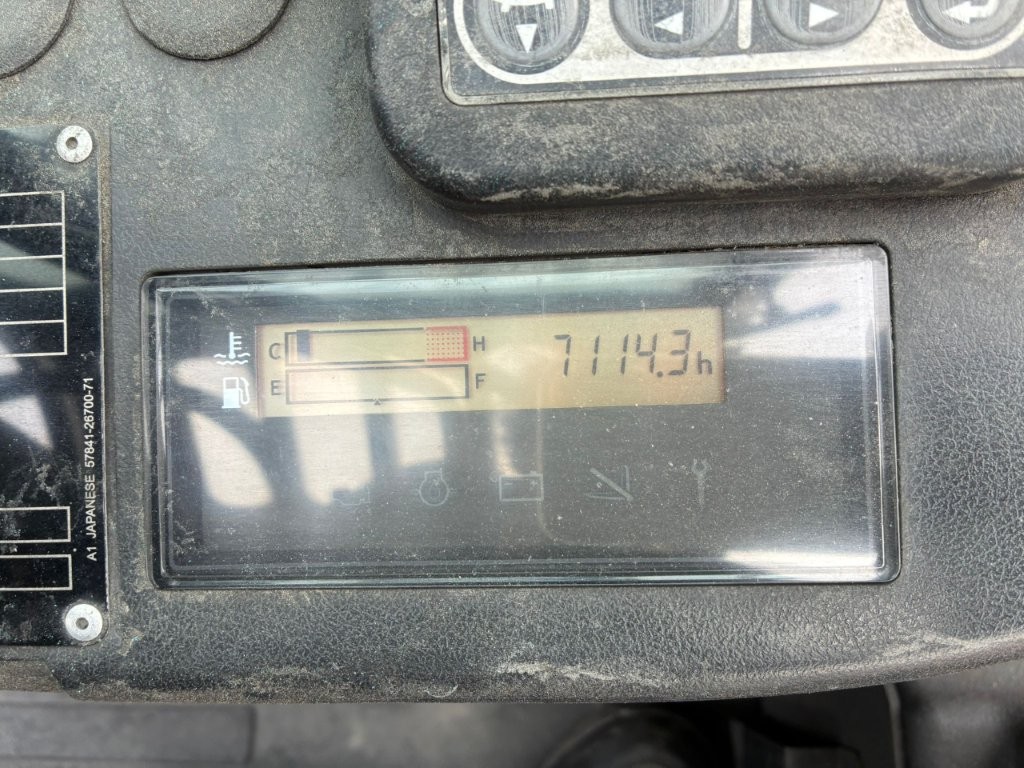 C H 7114.3h
E F
A1 JAPANESE 57841-26700-71